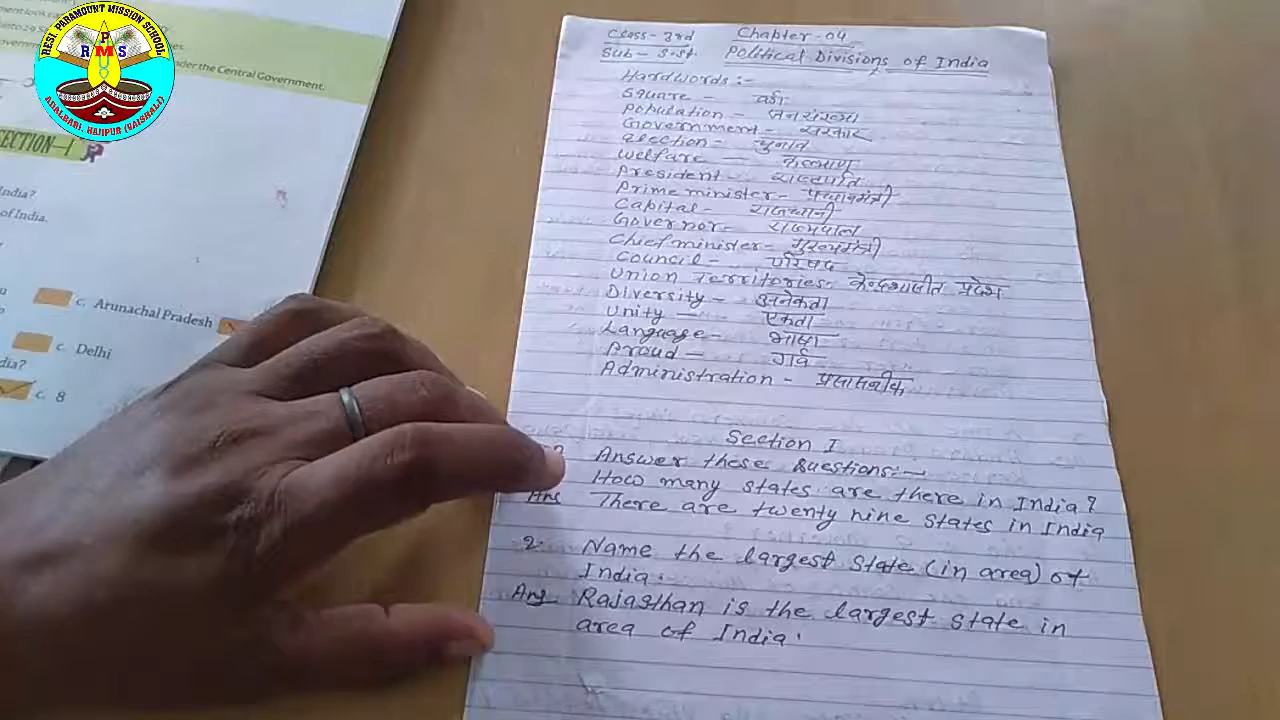 RESI. PARAMOUNT MISSION SCHOOL
P
R M S
ADALBARI, HAJIPUR (VAISHALI)
under the Central Government.
SECTION-I
India?
of India.
c. Arunachal Pradesh
c. Delhi
dia?
c. 8
Class- 3rd Chapter-04
Sub- S.st. Political Divisions of India
Hardwords:-
Square - वर्ग
Population - जनसंख्या
Government - सरकार
election - चुनाव
welfare - कल्याण
President - राष्ट्रपति
Prime minister- प्रधानमंत्री
Capital- राजधानी
Governor- राज्यपाल
Chief minister- मुख्यमंत्री
Council- परिषद
Union Territories- केन्द्रशासीत प्रदेश
Diversity- अनेकता
Unity- एकता
Language- भाषा
Proud- गर्व
Administration - प्रसासनीक
Section I
Answer these Questions:-
How many states are there in India?
Ans There are twenty nine states in India
2. Name the largest state (in area) of
India.
Ans Rajasthan is the largest state in
area of India.